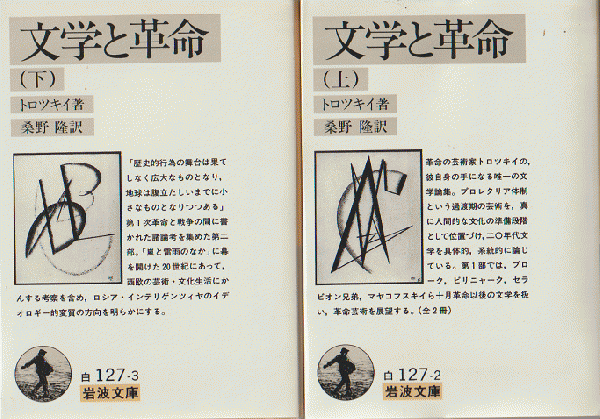 文学と革命
(下)
トロツキイ著
桑野 隆訳
「歴史的行為の舞台は果て
しなく広大なものとなり,
地球は腹立たしいまでに小
さなものとなりつつある」
第1次革命と戦争の間に書
かれた諸論考を集めた第二
部.「嵐と雷雨のなか」に幕
を開けた20世紀にあって,
西欧の芸術・文化生活にか
んする考察を含め, ロシア・インテリゲンツィヤのイデ
オロギー的変質の方向を明らかにする.
白 127-3
岩波文庫
文学と革命
(上)
トロツキイ著
桑野 隆訳
革命の芸術家トロツキイの,
彼自身の手になる唯一の文
学論集. プロレタリア体制
という過渡期の芸術を, 真
に人間的な文化の準備段階
として位置づけ,二〇年代文
学を具体的, 系統的に論じ
ている. 第1部では, ブロ
ーク, ピリニャーク, セラ
ピオン兄弟, マヤコフスキイら十月革命以後の文学を扱
い, 革命芸術を展望する.(全2冊)
白 127-2
岩波文庫